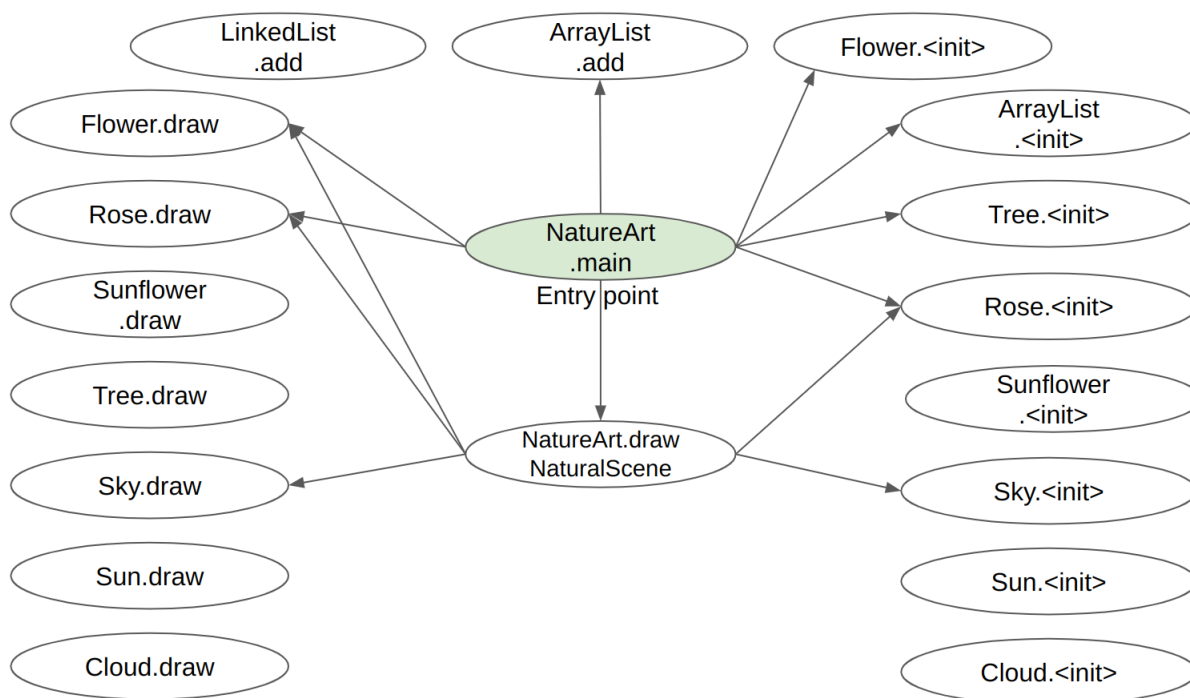 LinkedList
.add
ArrayList
.add
Flower.<init>
Flower.draw
ArrayList
.<init>
Rose.draw
NatureArt
.main
Entry point
Tree.<init>
Sunflower
.draw
Rose.<init>
Tree.draw
Sunflower
.<init>
NatureArt.draw
NaturalScene
Sky.draw
Sky.<init>
Sun.draw
Sun.<init>
Cloud.draw
Cloud.<init>